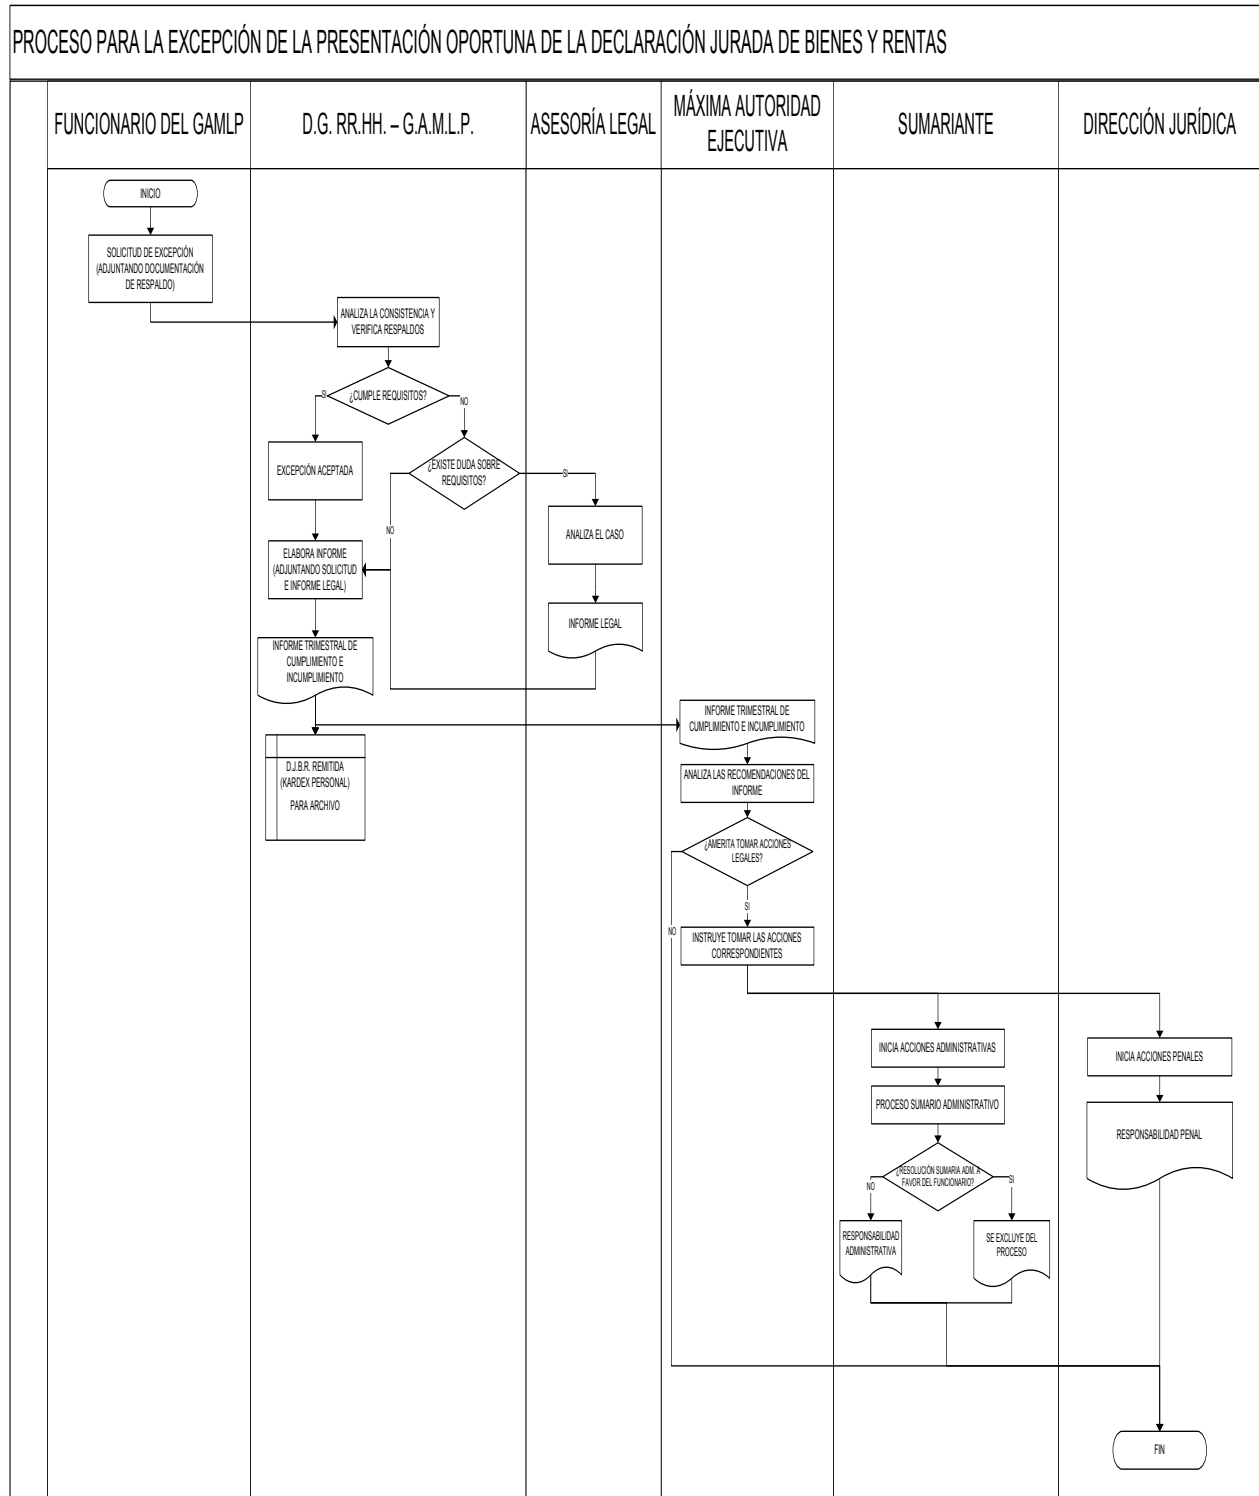 PROCESO PARA LA EXCEPCIÓN DE LA PRESENTACIÓN OPORTUNA DE LA DECLARACIÓN JURADA DE BIENES Y RENTAS
FUNCIONARIO DEL GAMLP
D.G. RR.HH. – G.A.M.L.P.
ASESORÍA LEGAL
MÁXIMA AUTORIDAD
EJECUTIVA
SUMARIANTE
DIRECCIÓN JURÍDICA
INICIO
SOLICITUD DE EXCEPCIÓN
(ADJUNTANDO DOCUMENTACIÓN
DE RESPALDO)
ANALIZA LA CONSISTENCIA Y
VERIFICA RESPALDOS
¿CUMPLE REQUISITOS?
SI
NO
EXCEPCIÓN ACEPTADA
¿EXISTE DUDA SOBRE
REQUISITOS?
SI
NO
ANALIZA EL CASO
ELABORA INFORME
(ADJUNTANDO SOLICITUD
E INFORME LEGAL)
INFORME LEGAL
INFORME TRIMESTRAL DE
CUMPLIMIENTO E
INCUMPLIMIENTO
D.J.B.R. REMITIDA
(KARDEX PERSONAL)
PARA ARCHIVO
INFORME TRIMESTRAL DE
CUMPLIMIENTO E INCUMPLIMIENTO
ANALIZA LAS RECOMENDACIONES DEL
INFORME
¿AMERITA TOMAR ACCIONES
LEGALES?
SI
NO
INSTRUYE TOMAR LAS ACCIONES
CORRESPONDIENTES
INICIA ACCIONES ADMINISTRATIVAS
PROCESO SUMARIO ADMINISTRATIVO
¿RESOLUCIÓN SUMARIA ADM. A
FAVOR DEL FUNCIONARIO?
NO
SI
RESPONSABILIDAD
ADMINISTRATIVA
SE EXCLUYE DEL
PROCESO
INICIA ACCIONES PENALES
RESPONSABILIDAD PENAL
FIN